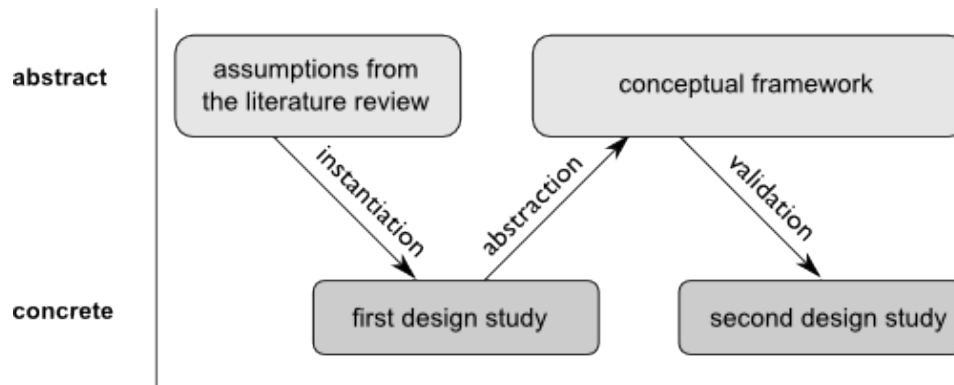 abstract
assumptions from
the literature review
conceptual framework
instantiation
abstraction
validation
concrete
first design study
second design study